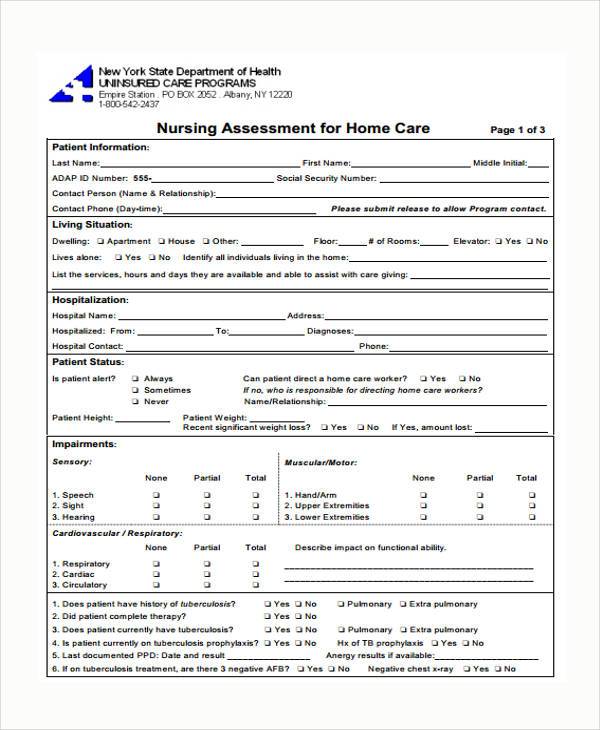 New York State Department of Health
UNINSURED CARE PROGRAMS
Empire Station . PO BOX 2052 . Albany, NY 12220
1-800-542-2437
Nursing Assessment for Home Care Page 1 of 3
Patient Information:
Last Name: First Name: Middle Initial:
ADAP ID Number: 555- Social Security Number:
Contact Person (Name & Relationship):
Contact Phone (Day-time): Please submit release to allow Program contact.
Living Situation:
Dwelling: ❏ Apartment ❏ House ❏ Other: Floor: # of Rooms: Elevator: ❏ Yes ❏ No
Lives alone: ❏ Yes ❏ No Identify all individuals living in the home:
List the services, hours and days they are available and able to assist with care giving:
Hospitalization:
Hospital Name: Address:
Hospitalized: From: To: Diagnoses:
Hospital Contact: Phone:
Patient Status:
Is patient alert? ❏ Always Can patient direct a home care worker? ❏ Yes ❏ No
❏ Sometimes If no, who is responsible for directing home care workers?
❏ Never Name/Relationship:
Patient Height: Patient Weight:
Recent significant weight loss? ❏ Yes ❏ No If Yes, amount lost:
Impairments:
Sensory: Muscular/Motor:
None Partial Total None Partial Total
1. Speech ❏ ❏ ❏ 1. Hand/Arm ❏ ❏ ❏
2. Sight ❏ ❏ ❏ 2. Upper Extremities ❏ ❏ ❏
3. Hearing ❏ ❏ ❏ 3. Lower Extremities ❏ ❏ ❏
Cardiovascular / Respiratory:
None Partial Total Describe impact on functional ability.
1. Respiratory ❏ ❏ ❏
2. Cardiac ❏ ❏ ❏
3. Circulatory ❏ ❏ ❏
1. Does patient have history of tuberculosis? ❏ Yes ❏ No ❏ Pulmonary ❏ Extra pulmonary
2. Did patient complete therapy? ❏ Yes ❏ No
3. Does patient currently have tuberculosis? ❏ Yes ❏ No ❏ Pulmonary ❏ Extra pulmonary
4. Is patient currently on tuberculosis prophylaxis? ❏ Yes ❏ No Hx of TB prophylaxis ❏ Yes ❏ No
5. Last documented PPD: Date and result Anergy results if available:
6. If on tuberculosis treatment, are there 3 negative AFB? ❏ Yes ❏ No Negative chest x-ray ❏ Yes ❏ No